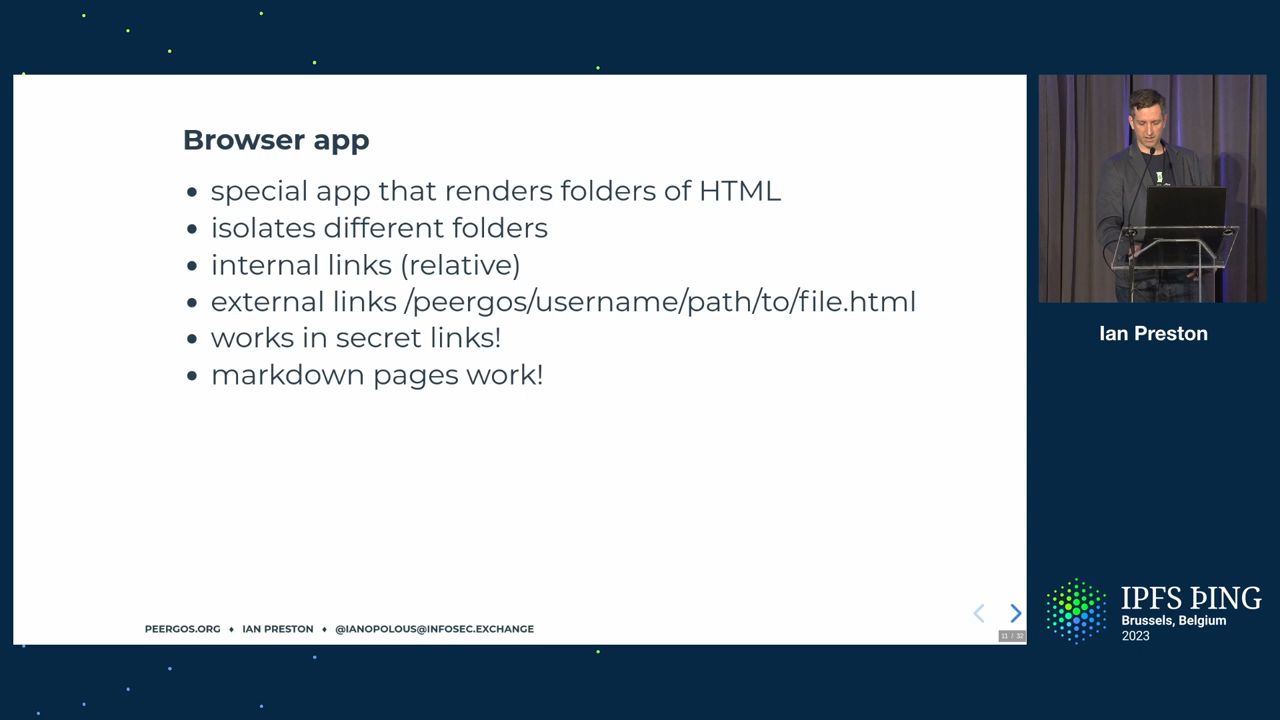 Browser app
special app that renders folders of HTML
isolates different folders
internal links (relative)
external links /peergos/username/path/to/file.html
works in secret links!
markdown pages work!
PEERGOS.ORG ♦ IAN PRESTON ♦ @IANOPOLOUS@INFOSEC.EXCHANGE
11 / 32
Ian Preston
IPFS ÞING
Brussels, Belgium
2023